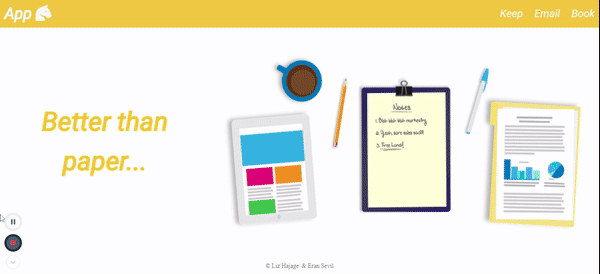 App
Keep Email Book
Better than
paper...
Notes
1. Blah blah blah marketing
2. Yeah, more sales stuff!
3. Free Lunch!
© Liz Hajage & Eran Sevil